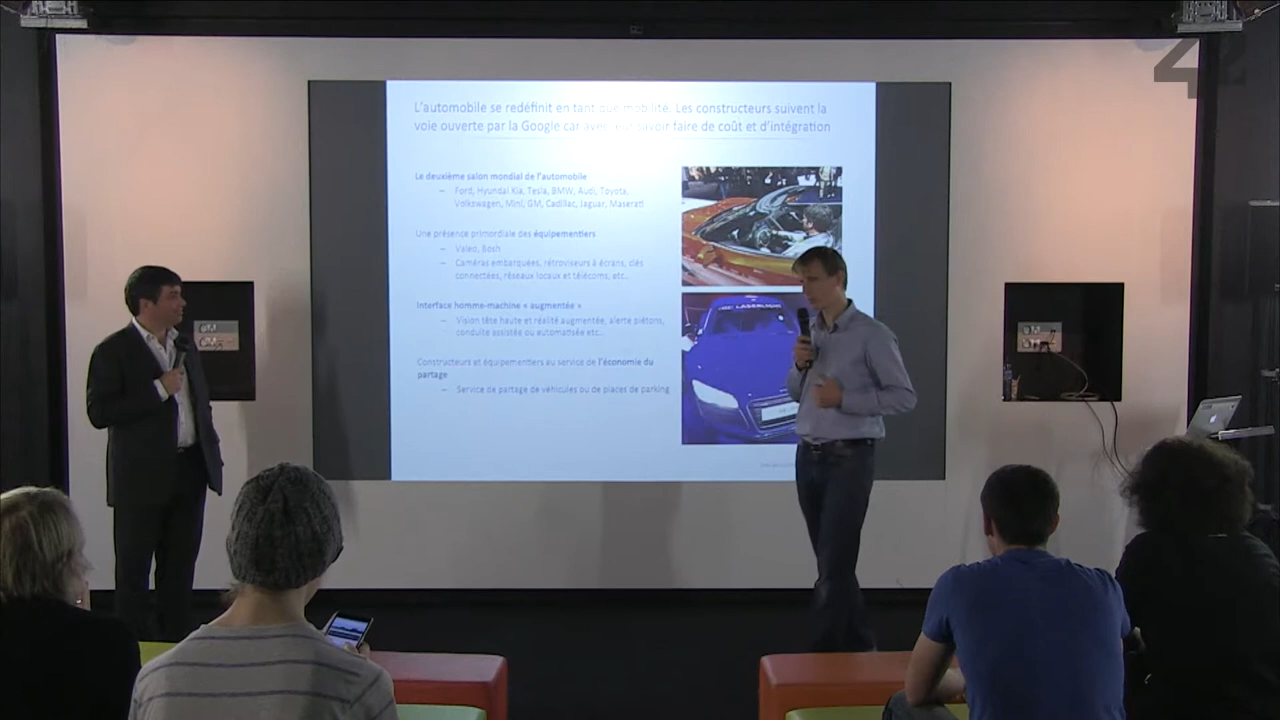 42
L'automobile se redéfinit en tant que mobilité. Les constructeurs suivent la
voie ouverte par la Google car avec leur savoir faire de coût et d'intégration
Le deuxième salon mondial de l'automobile
– Ford, Hyundai Kia, Tesla, BMW, Audi, Toyota,
Volkswagen, Mini, GM, Cadillac, Jaguar, Maserati
Une présence primordiale des équipementiers
– Valeo, Bosh
– Caméras embarquées, rétroviseurs à écrans, clés
connectées, réseaux locaux et télécoms, etc..
Interface homme-machine « augmentée »
– Vision tête haute et réalité augmentée, alerte piétons,
conduite assistée ou automatisée etc..
Constructeurs et équipementiers au service de l'économie du
partage
– Service de partage de véhicules ou de places de parking
LASERLIGHT